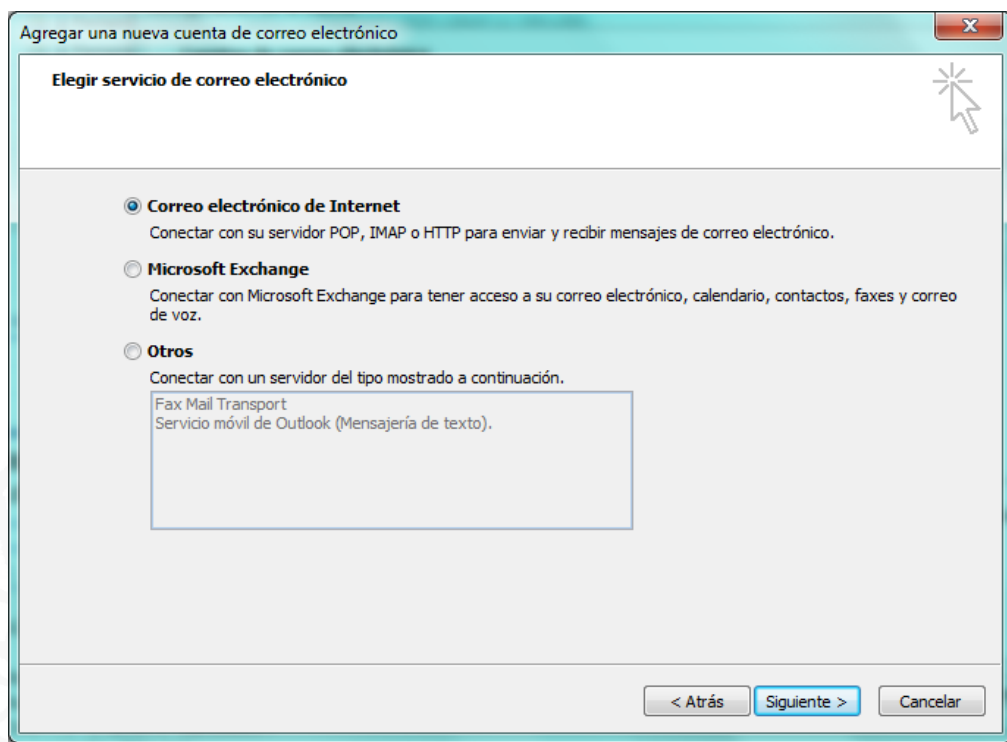 Agregar una nueva cuenta de correo electrónico
Elegir servicio de correo electrónico
Correo electrónico de Internet
Conectar con su servidor POP, IMAP o HTTP para enviar y recibir mensajes de correo electrónico.
Microsoft Exchange
Conectar con Microsoft Exchange para tener acceso a su correo electrónico, calendario, contactos, faxes y correo
de voz.
Otros
Conectar con un servidor del tipo mostrado a continuación.
Fax Mail Transport
Servicio móvil de Outlook (Mensajería de texto).
< Atrás
Siguiente >
Cancelar